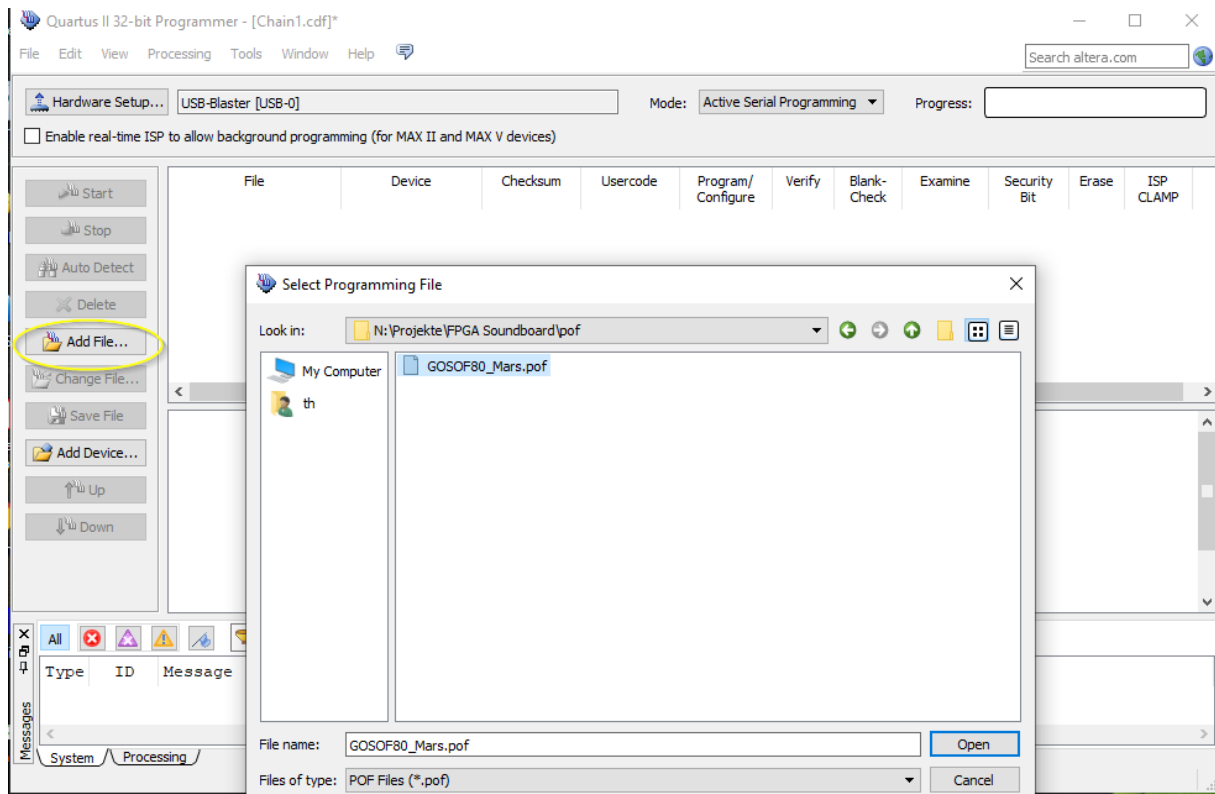 Quartus II 32-bit Programmer - [Chain1.cdf]*
File Edit View Processing Tools Window Help
Search altera.com
Hardware Setup... USB-Blaster [USB-0] Mode: Active Serial Programming Progress:
Enable real-time ISP to allow background programming (for MAX II and MAX V devices)
File Device Checksum Usercode Program/ Verify Blank- Examine Security Erase ISP
Configure Check Bit CLAMP
Start
Stop
Auto Detect
Delete
Add File...
Change File...
Save File
Add Device...
Up
Down
Select Programming File
Look in: N:\Projekte\FPGA Soundboard\pof
My Computer
th
GOSOF80_Mars.pof
File name: GOSOF80_Mars.pof Open
Files of type: POF Files (*.pof) Cancel
All
Type ID Message
Messages
System Processing